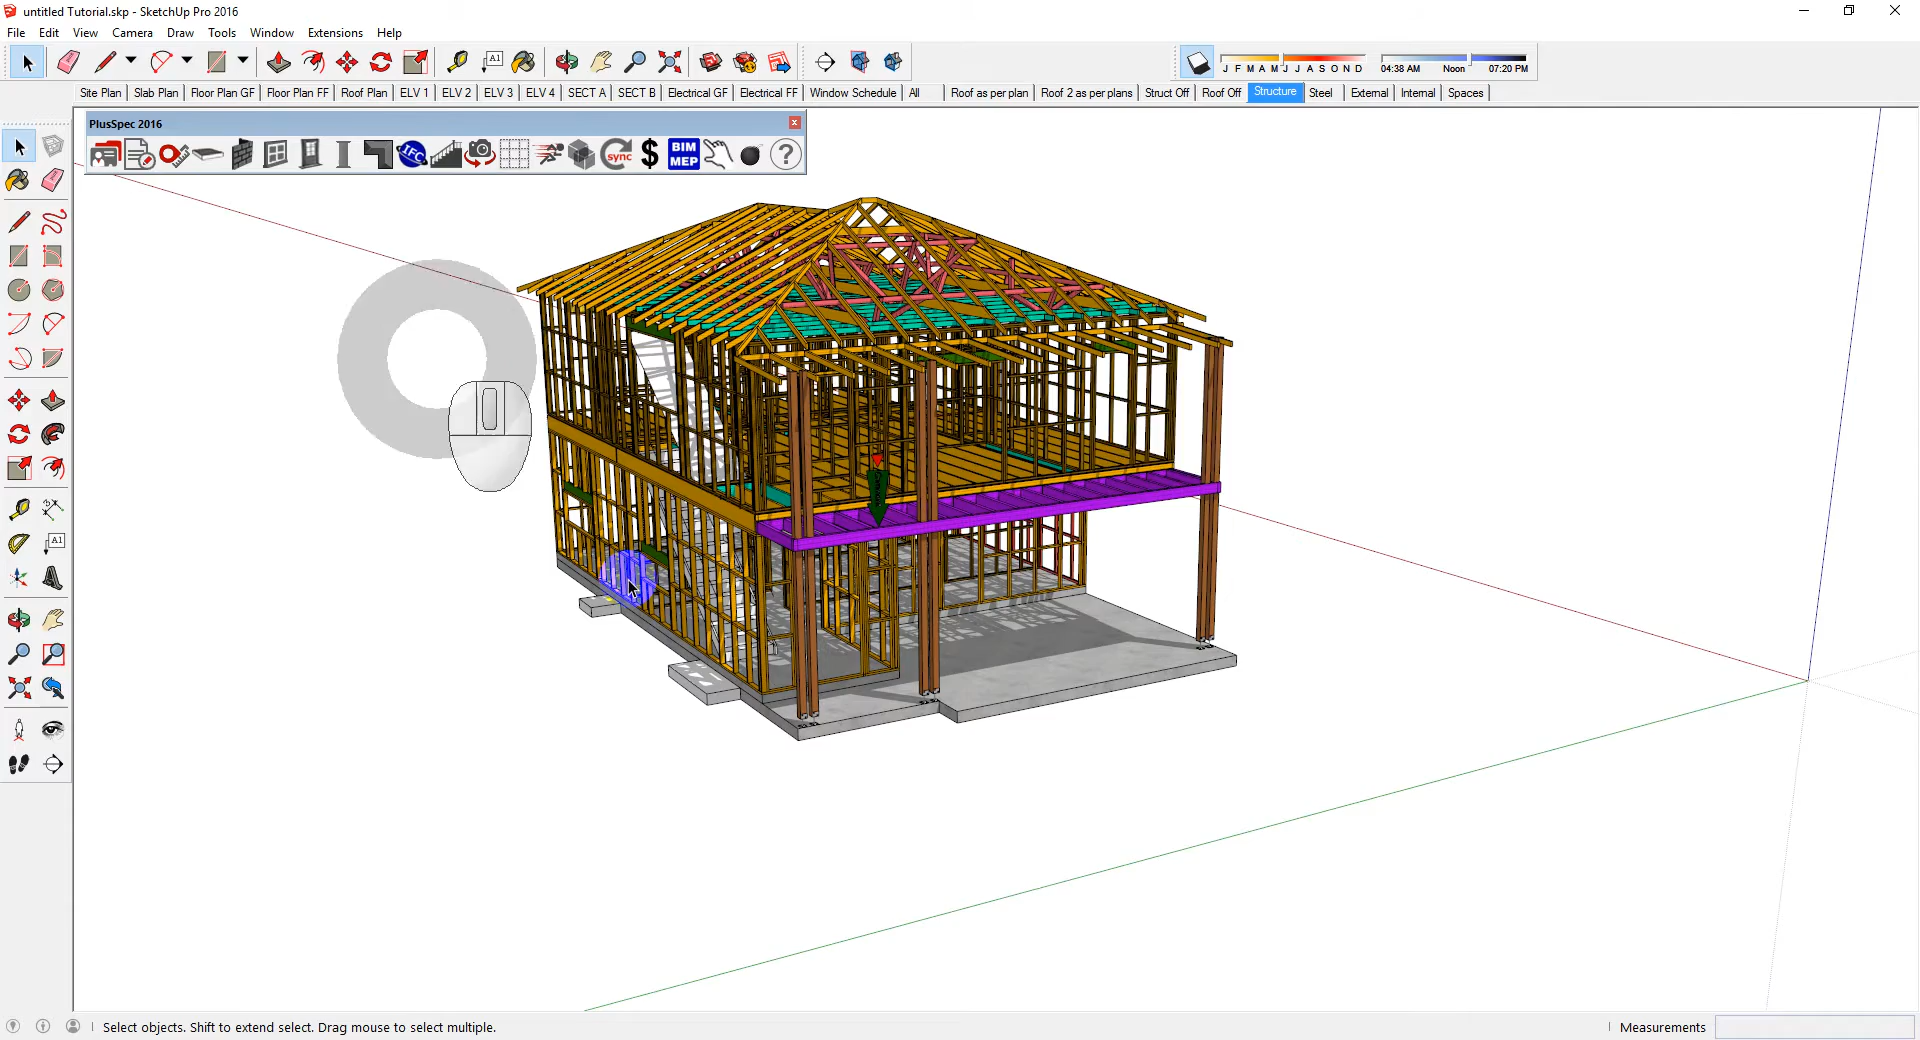 untitled Tutorial.skp - SketchUp Pro 2016
File Edit View Camera Draw Tools Window Extensions Help
A1
J F M A M J J A S O N D
04:38 AM Noon 07:20 PM
Site Plan Slab Plan Floor Plan GF Floor Plan FF Roof Plan ELV 1 ELV 2 ELV 3 ELV 4 SECT A SECT B Electrical GF Electrical FF Window Schedule All Roof as per plan Roof 2 as per plans Struct Off Roof Off Structure Steel External Internal Spaces
PlusSpec 2016
IFC sync $ BIM MEP ?
A1
Select objects. Shift to extend select. Drag mouse to select multiple.
Measurements